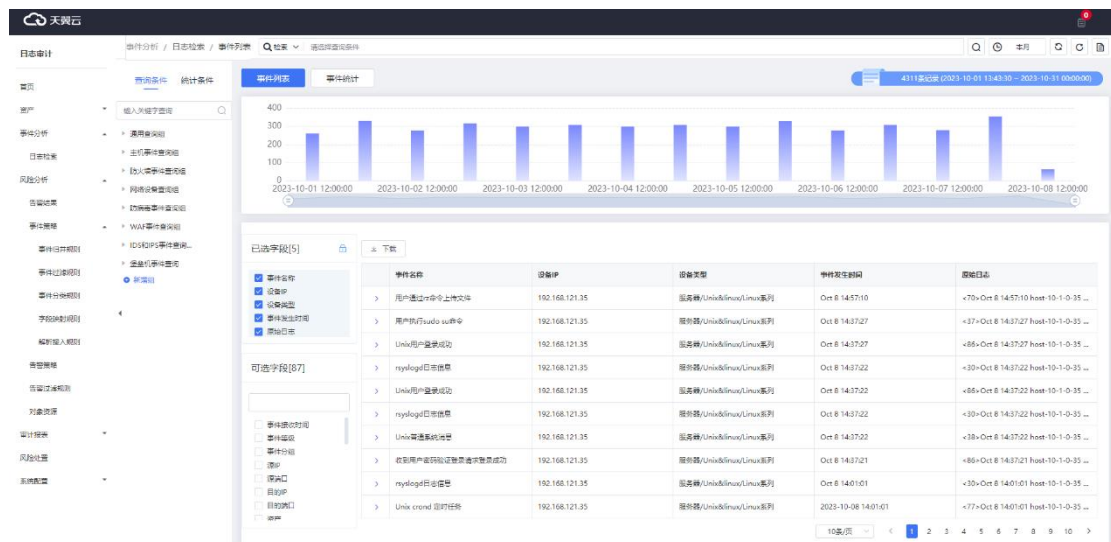 天翼云
日志审计
事件分析 / 日志检索 / 事件列表
检索
请选择查询条件
本月
首页
资产
事件分析
日志检索
风险分析
告警结果
事件策略
事件归并规则
事件过滤规则
事件分类规则
字段映射规则
解析接入规则
告警策略
告警过滤规则
对象资源
审计报表
风险处置
系统配置
查询条件 统计条件
输入关键字查询
通用查询组
主机事件查询组
防火墙事件查询组
网络设备查询组
防病毒事件查询组
WAF事件查询组
IDS和IPS事件查询...
堡垒机事件查询
新增组
事件列表 事件统计
4311条记录 (2023-10-01 13:43:30 ~ 2023-10-31 00:00:00)
400
300
200
100
0
2023-10-01 12:00:00 2023-10-02 12:00:00 2023-10-03 12:00:00 2023-10-04 12:00:00 2023-10-05 12:00:00 2023-10-06 12:00:00 2023-10-07 12:00:00 2023-10-08 12:00:00
已选字段[5]
事件名称
设备IP
设备类型
事件发生时间
原始日志
可选字段[87]
事件接收时间
事件等级
事件分组
源IP
源端口
目的IP
目的端口
资产
下载
事件名称 设备IP 设备类型 事件发生时间 原始日志
用户通过rz命令上传文件 192.168.121.35 服务器/Unix&linux/Linux系列 Oct 8 14:57:10 <70>Oct 8 14:57:10 host-10-1-0-35 ...
用户执行sudo su命令 192.168.121.35 服务器/Unix&linux/Linux系列 Oct 8 14:37:27 <37>Oct 8 14:37:27 host-10-1-0-35 ...
Unix用户登录成功 192.168.121.35 服务器/Unix&linux/Linux系列 Oct 8 14:37:27 <86>Oct 8 14:37:27 host-10-1-0-35 ...
rsyslogd日志信息 192.168.121.35 服务器/Unix&linux/Linux系列 Oct 8 14:37:22 <30>Oct 8 14:37:22 host-10-1-0-35 ...
Unix用户登录成功 192.168.121.35 服务器/Unix&linux/Linux系列 Oct 8 14:37:22 <86>Oct 8 14:37:22 host-10-1-0-35 ...
rsyslogd日志信息 192.168.121.35 服务器/Unix&linux/Linux系列 Oct 8 14:37:22 <30>Oct 8 14:37:22 host-10-1-0-35 ...
Unix普通系统消息 192.168.121.35 服务器/Unix&linux/Linux系列 Oct 8 14:37:22 <38>Oct 8 14:37:22 host-10-1-0-35 ...
收到用户密码验证登录请求登录成功 192.168.121.35 服务器/Unix&linux/Linux系列 Oct 8 14:37:21 <86>Oct 8 14:37:21 host-10-1-0-35 ...
rsyslogd日志信息 192.168.121.35 服务器/Unix&linux/Linux系列 Oct 8 14:01:01 <30>Oct 8 14:01:01 host-10-1-0-35 ...
Unix crond 定时任务 192.168.121.35 服务器/Unix&linux/Linux系列 2023-10-08 14:01:01 <77>Oct 8 14:01:01 host-10-1-0-35 ...
10条/页 < 1 2 3 4 5 6 7 8 9 10 >